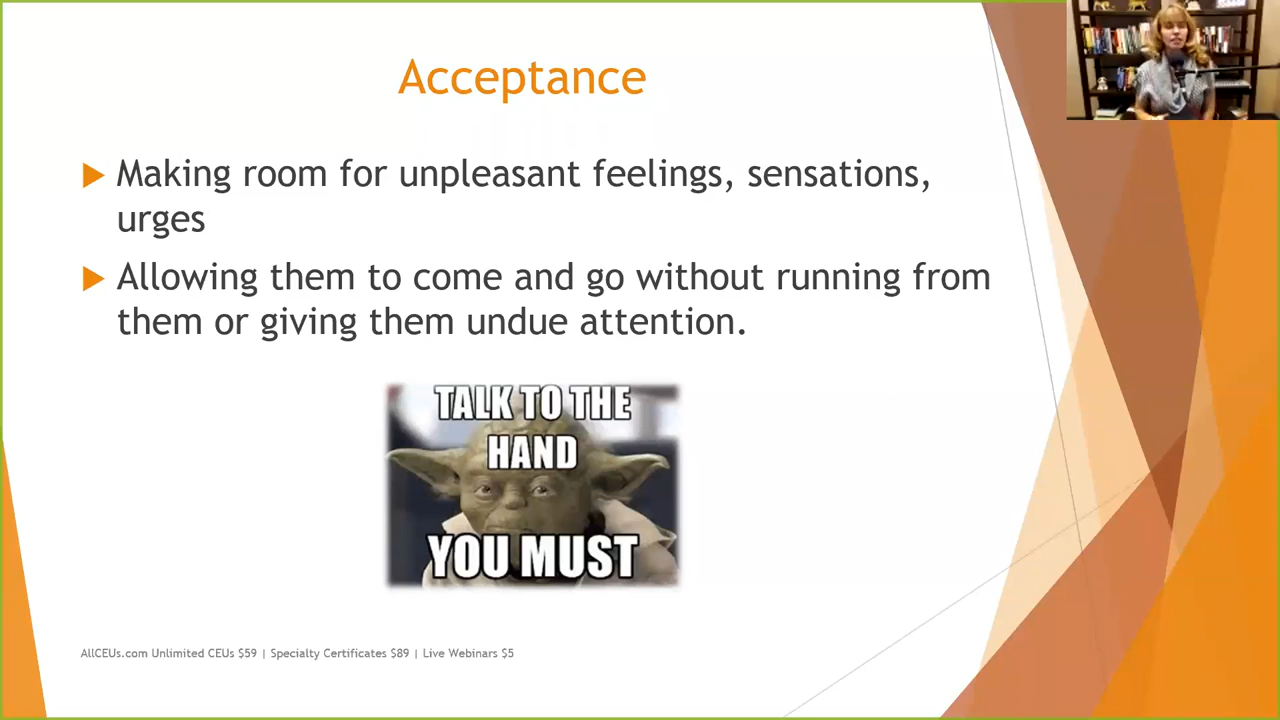 Acceptance
Making room for unpleasant feelings, sensations,
urges
Allowing them to come and go without running from
them or giving them undue attention.
TALK TO THE
HAND
YOU MUST
AllCEUs.com Unlimited CEUs $59 | Specialty Certificates $89 | Live Webinars $5